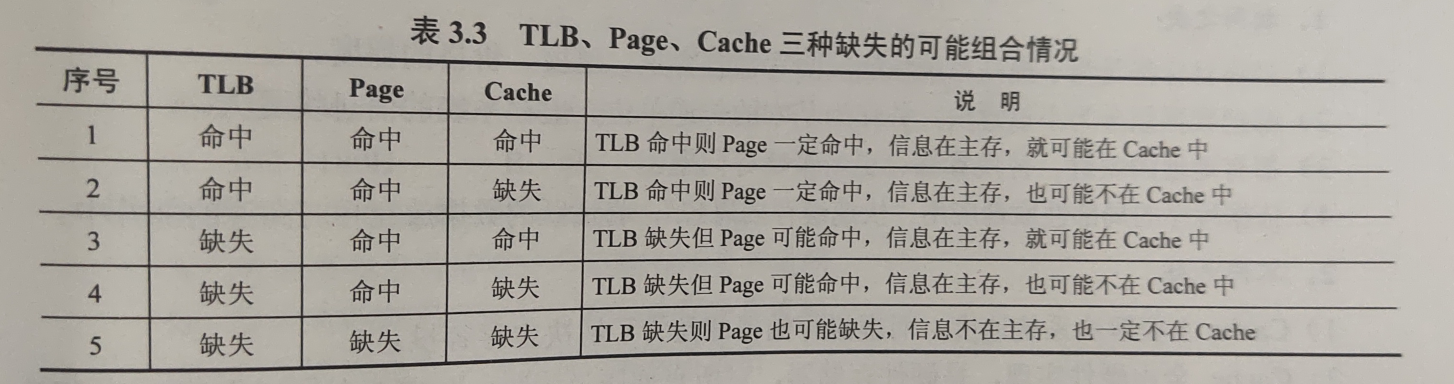 表 3.3 TLB、Page、Cache 三种缺失的可能组合情况
序号 TLB Page Cache 说 明
1 命中 命中 命中 TLB 命中则 Page 一定命中，信息在主存，就可能在 Cache 中
2 命中 命中 缺失 TLB 命中则 Page 一定命中，信息在主存，也可能不在 Cache 中
3 缺失 命中 命中 TLB 缺失但 Page 可能命中，信息在主存，就可能在 Cache 中
4 缺失 命中 缺失 TLB 缺失但 Page 可能命中，信息在主存，也可能不在 Cache 中
5 缺失 缺失 缺失 TLB 缺失则 Page 也可能缺失，信息不在主存，也一定不在 Cache